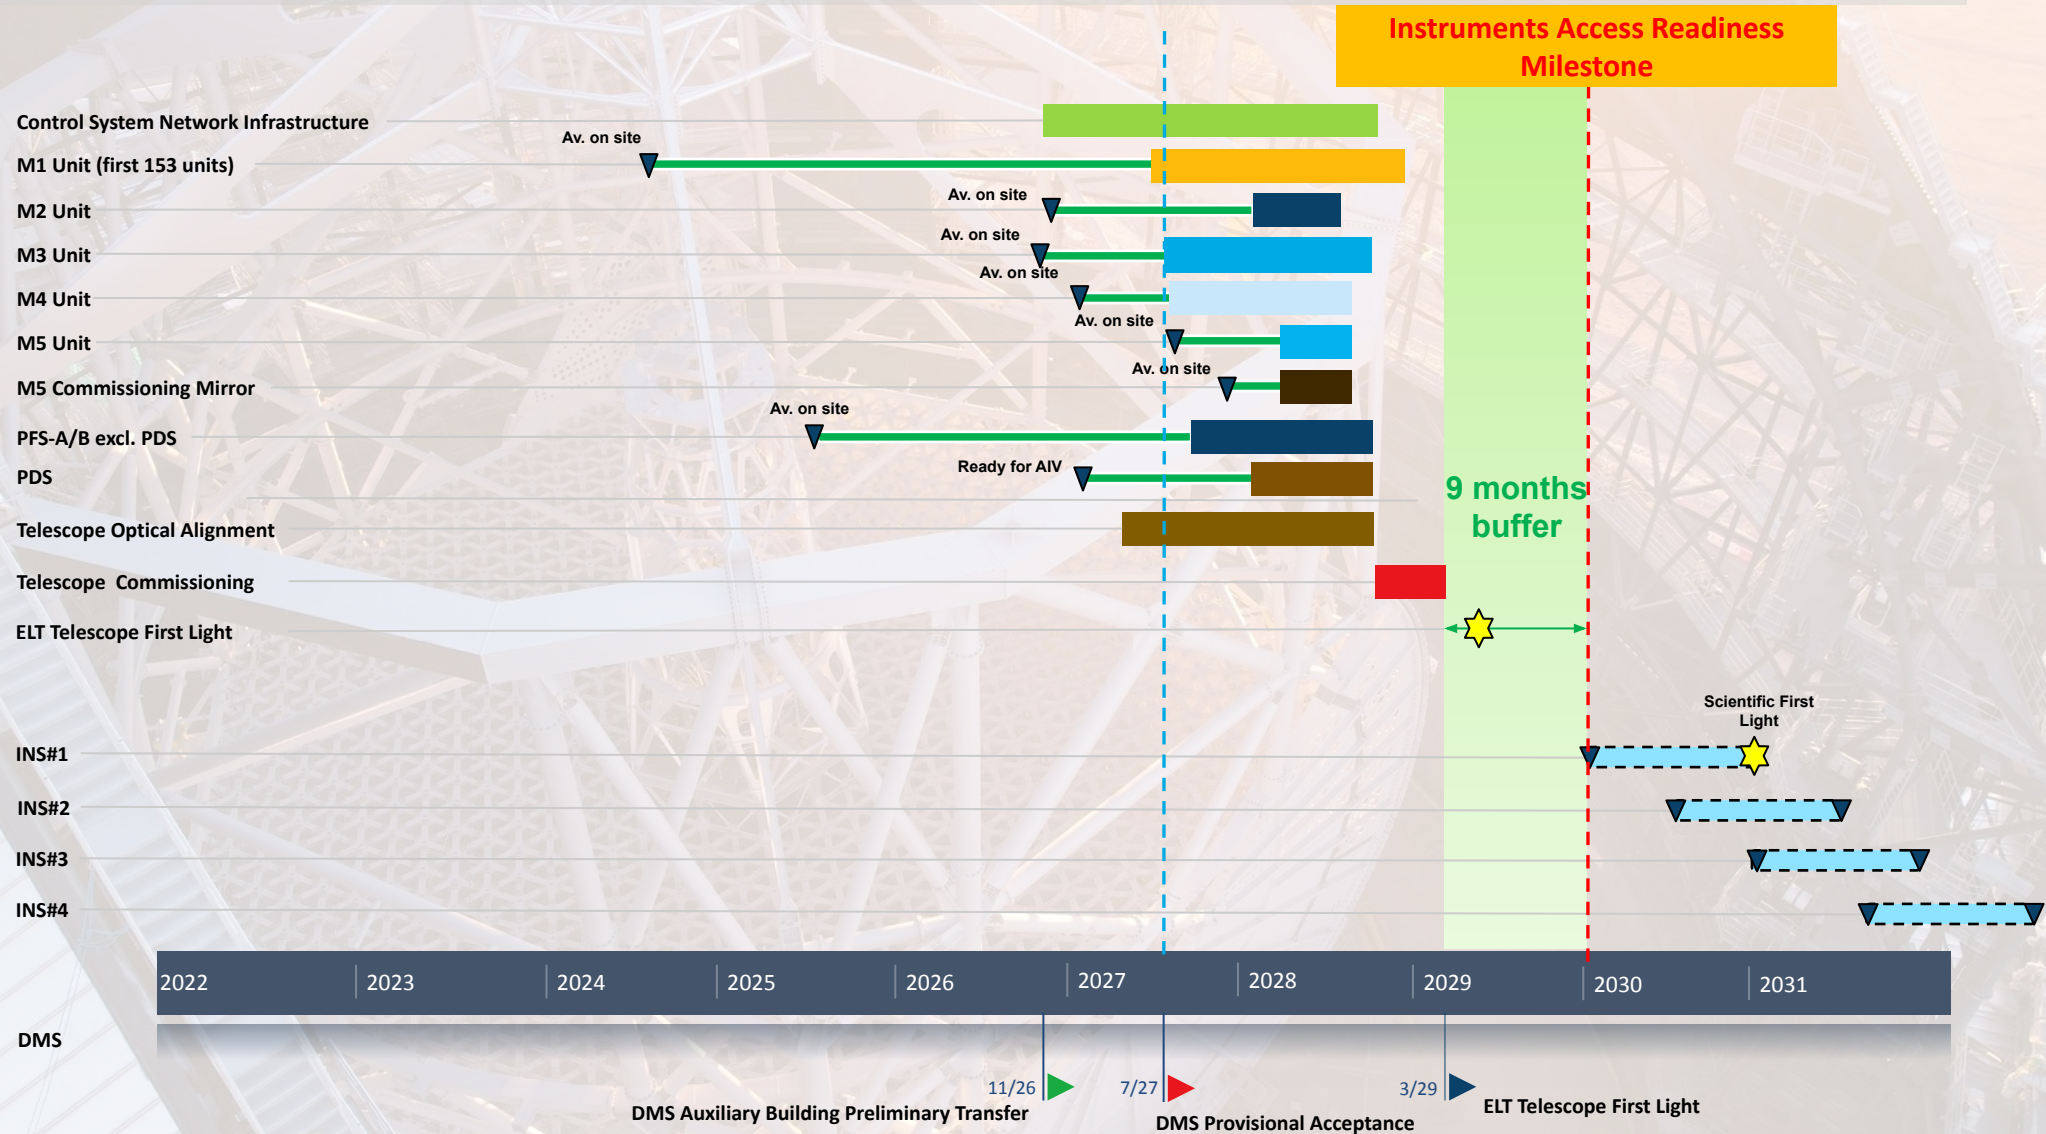 Instruments Access Readiness
Milestone
Control System Network Infrastructure
Av. on site
M1 Unit (first 153 units)
Av. on site
M2 Unit
Av. on site
M3 Unit
Av. on site
M4 Unit
Av. on site
M5 Unit
Av. on site
M5 Commissioning Mirror
Av. on site
PFS-A/B excl. PDS
Ready for AIV
PDS
9 months
buffer
Telescope Optical Alignment
Telescope Commissioning
ELT Telescope First Light
Scientific First
Light
INS#1
INS#2
INS#3
INS#4
2022 2023 2024 2025 2026 2027 2028 2029 2030 2031
DMS
11/26 7/27 3/29
DMS Auxiliary Building Preliminary Transfer
DMS Provisional Acceptance
ELT Telescope First Light